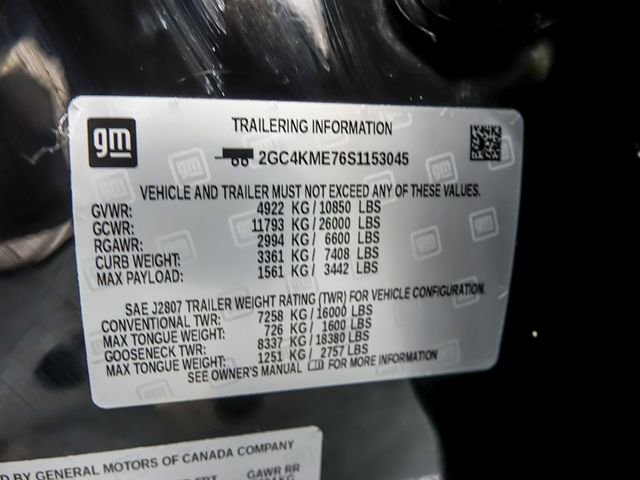 gm
TRAILERING INFORMATION
2GC4KME76S1153045
VEHICLE AND TRAILER MUST NOT EXCEED ANY OF THESE VALUES.
GVWR: 4922 KG/10850 LBS
GCWR: 11793 KG/26000 LBS
RGAWR: 2994 KG/ 6600 LBS
CURB WEIGHT: 3361 KG/ 7408 LBS
MAX PAYLOAD: 1561 KG/ 3442 LBS
SAE J2807 TRAILER WEIGHT RATING (TWR) FOR VEHICLE CONFIGURATION.
CONVENTIONAL TWR: 7258 KG/16000 LBS
MAX TONGUE WEIGHT: 726 KG/ 1600 LBS
GOOSENECK TWR: 8337 KG/18380 LBS
MAX TONGUE WEIGHT: 1251 KG/ 2757 LBS
SEE OWNER'S MANUAL FOR MORE INFORMATION
BY GENERAL MOTORS OF CANADA COMPANY
GAWR RR